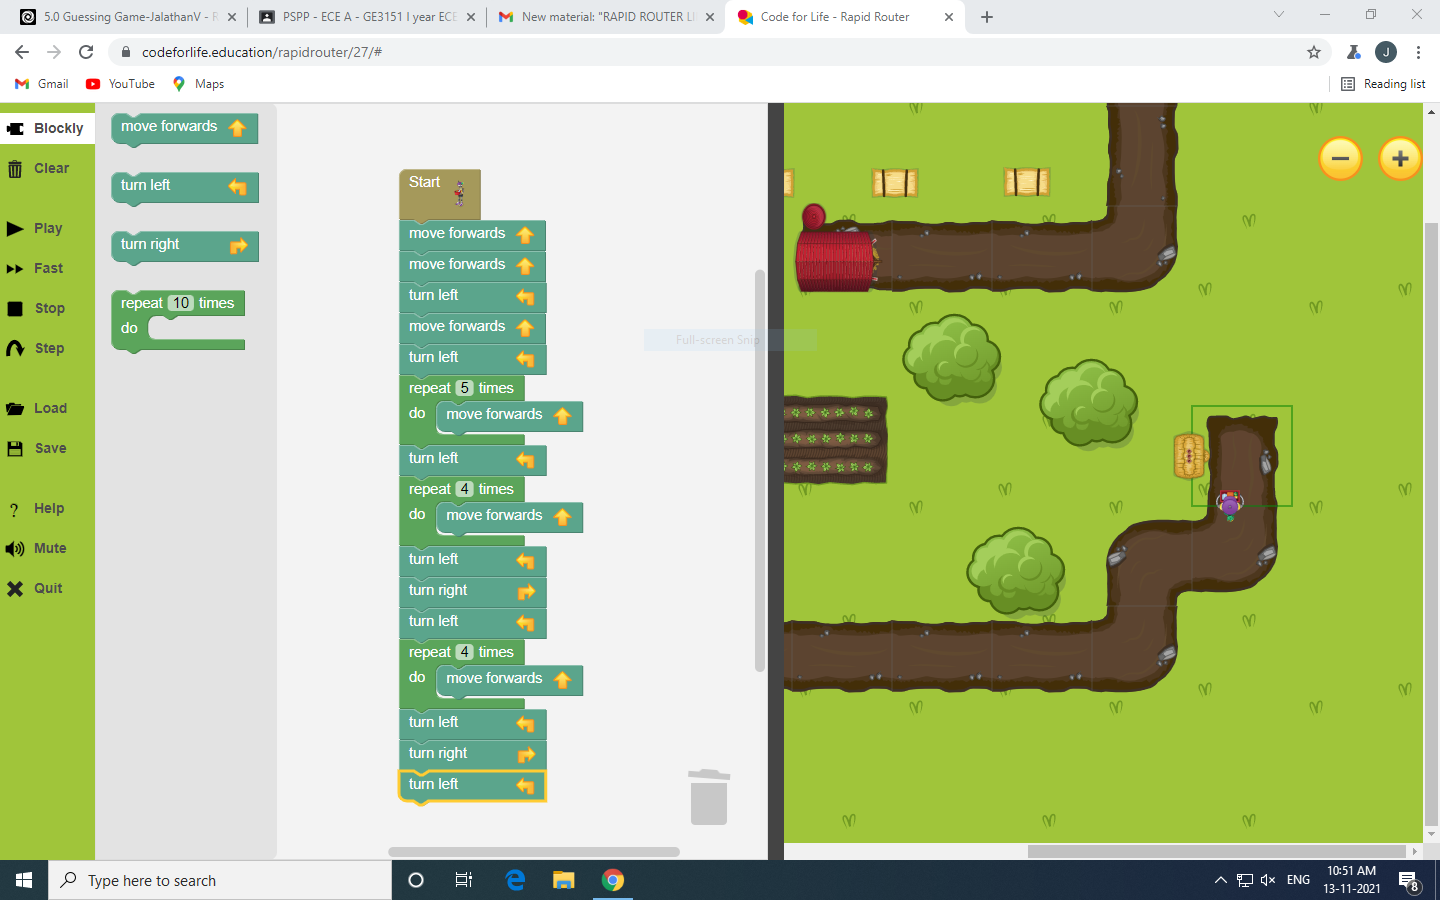 5.0 Guessing Game-JalathanV - R
PSPP - ECE A - GE3151 I year ECE
New material: "RAPID ROUTER LI
Code for Life - Rapid Router
codeforlife.education/rapidrouter/27/#
J
Gmail
YouTube
Maps
Reading list
Blockly
Clear
Play
Fast
Stop
Step
Load
Save
Help
Mute
Quit
move forwards
turn left
turn right
repeat 10 times
do
Start
move forwards
move forwards
turn left
move forwards
turn left
repeat 5 times
do move forwards
turn left
repeat 4 times
do move forwards
turn left
turn right
turn left
repeat 4 times
do move forwards
turn left
turn right
turn left
Full-screen Snip
Type here to search
ENG
10:51 AM
13-11-2021
8